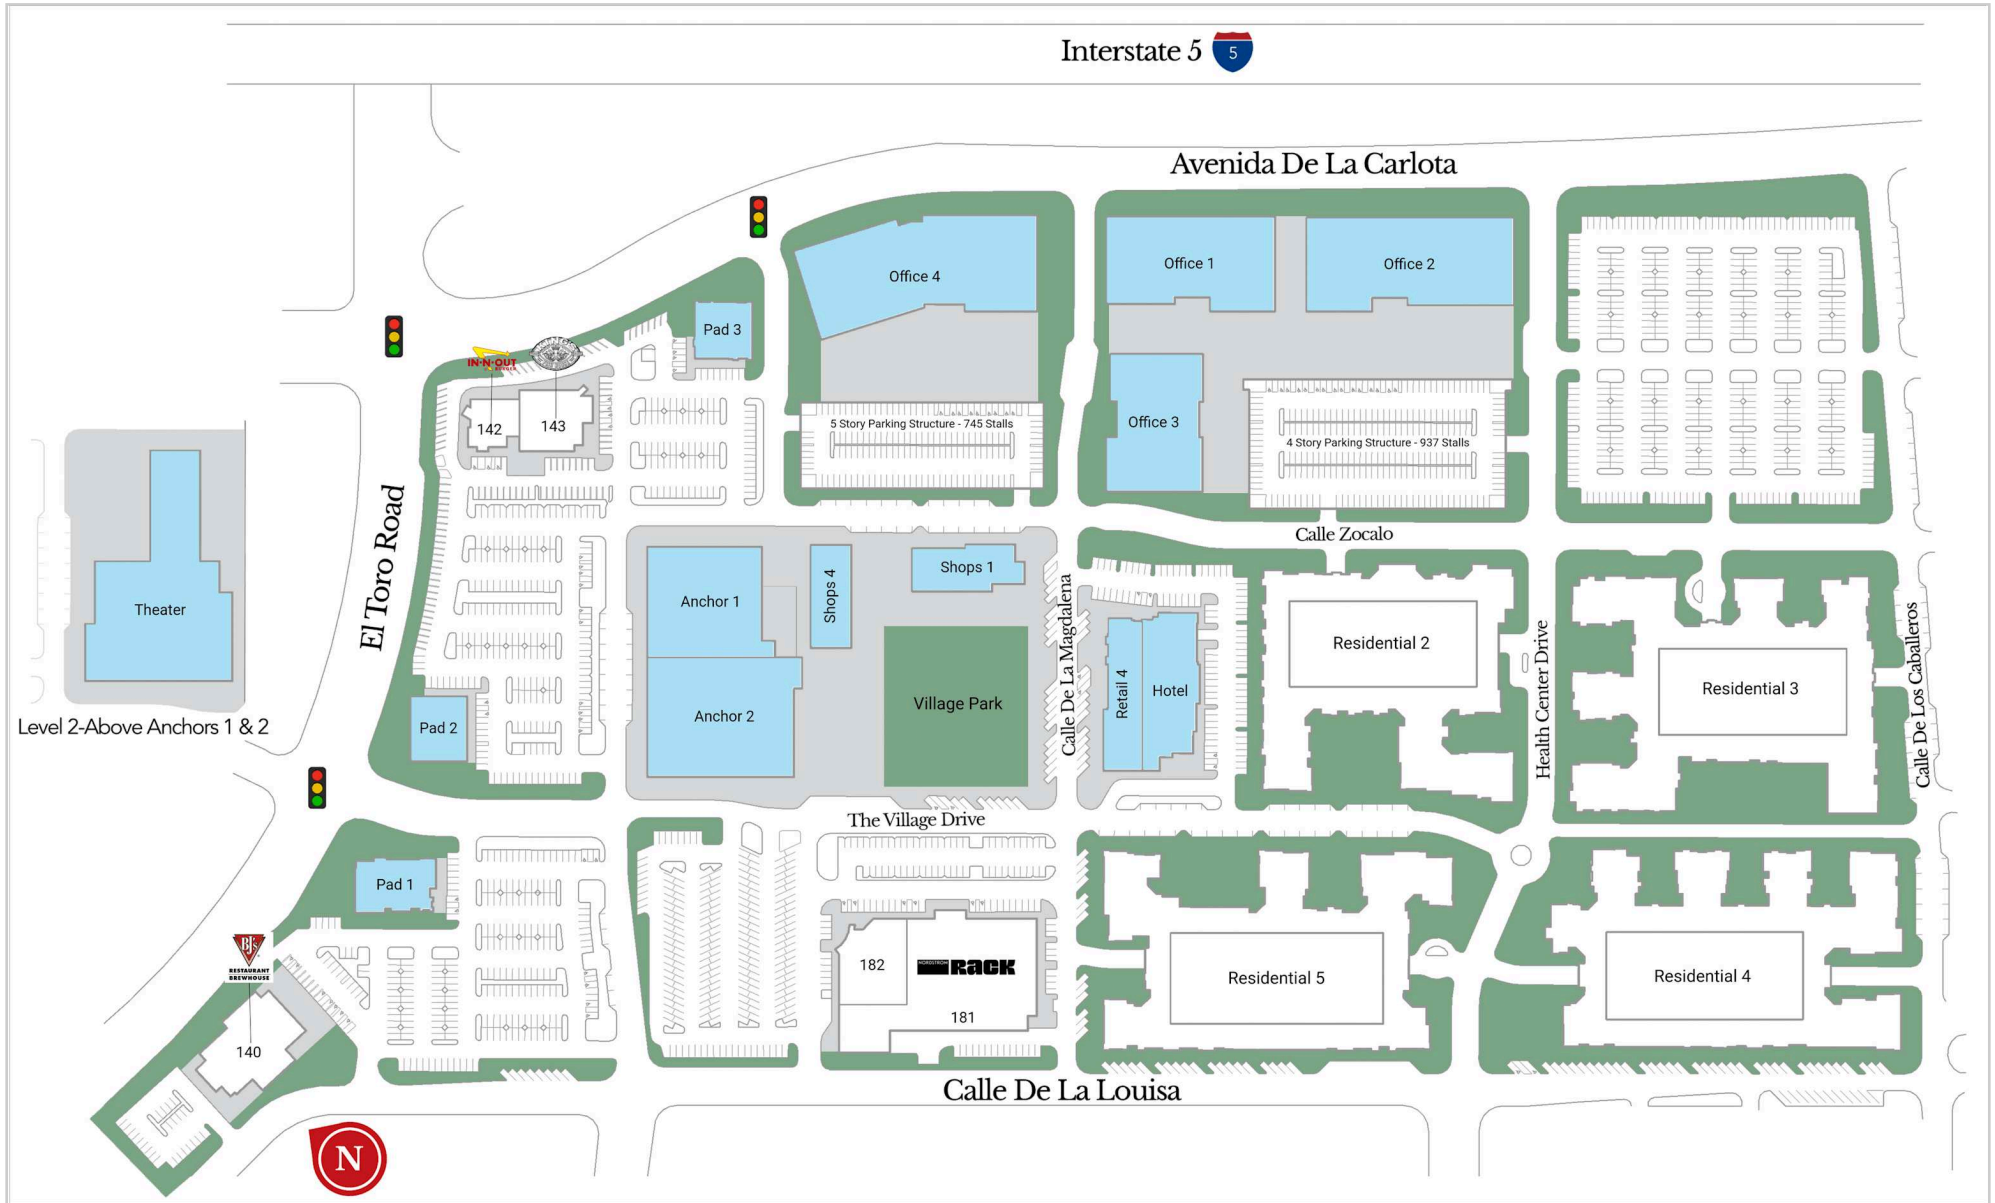 Interstate 5
5
Avenida De La Carlota
Office 4
Office 1
Office 2
Pad 3
IN-N-OUT
BURGER
142
143
Office 3
5 Story Parking Structure - 745 Stalls
4 Story Parking Structure - 937 Stalls
El Toro Road
Calle Zocalo
Theater
Level 2-Above Anchors 1 & 2
Anchor 1
Shops 4
Shops 1
Anchor 2
Village Park
Calle De La Magdalena
Retail 4
Hotel
Residential 2
Health Center Drive
Residential 3
Calle De Los Caballeros
Pad 2
The Village Drive
Pad 1
BJ's
RESTAURANT
BREWHOUSE
140
182
NORDSTROM
RACK
181
Residential 5
Residential 4
Calle De La Louisa
N